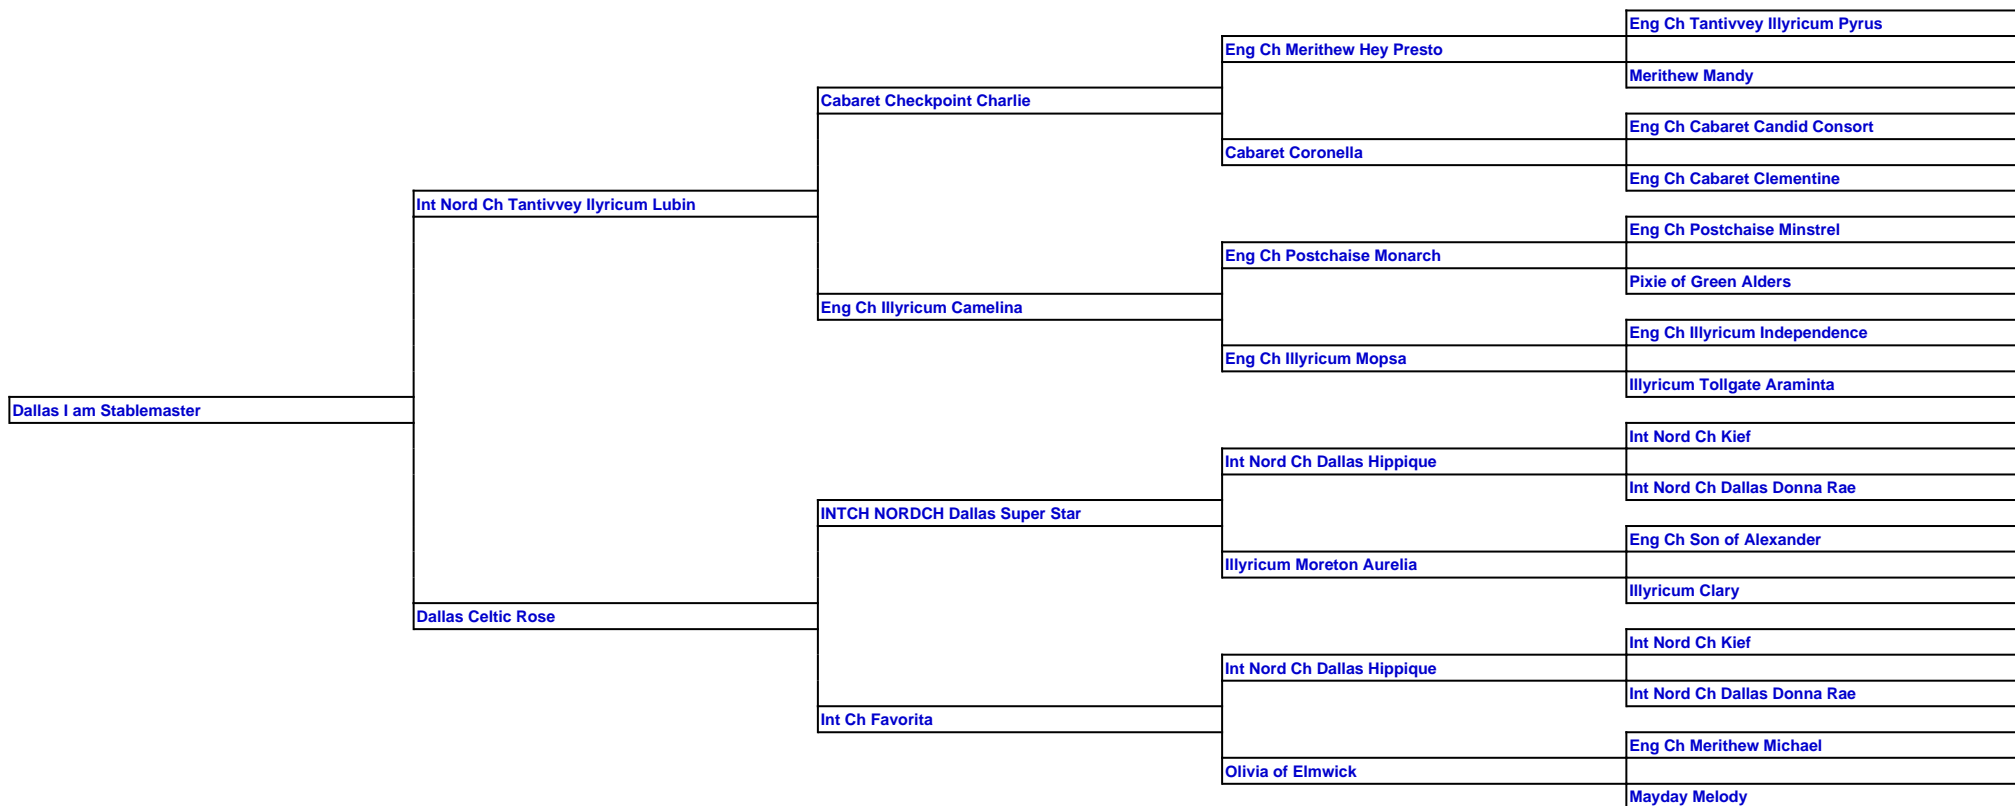 Eng Ch Tantivvey Illyricum Pyrus
Eng Ch Merithew Hey Presto
Merithew Mandy
Cabaret Checkpoint Charlie
Eng Ch Cabaret Candid Consort
Cabaret Coronella
Eng Ch Cabaret Clementine
Int Nord Ch Tantivvey Ilyricum Lubin
Eng Ch Postchaise Minstrel
Eng Ch Postchaise Monarch
Pixie of Green Alders
Eng Ch Illyricum Camelina
Eng Ch Illyricum Independence
Eng Ch Illyricum Mopsa
Illyricum Tollgate Araminta
Dallas I am Stablemaster
Int Nord Ch Kief
Int Nord Ch Dallas Hippique
Int Nord Ch Dallas Donna Rae
INTCH NORDCH Dallas Super Star
Eng Ch Son of Alexander
Illyricum Moreton Aurelia
Illyricum Clary
Dallas Celtic Rose
Int Nord Ch Kief
Int Nord Ch Dallas Hippique
Int Nord Ch Dallas Donna Rae
Int Ch Favorita
Eng Ch Merithew Michael
Olivia of Elmwick
Mayday Melody